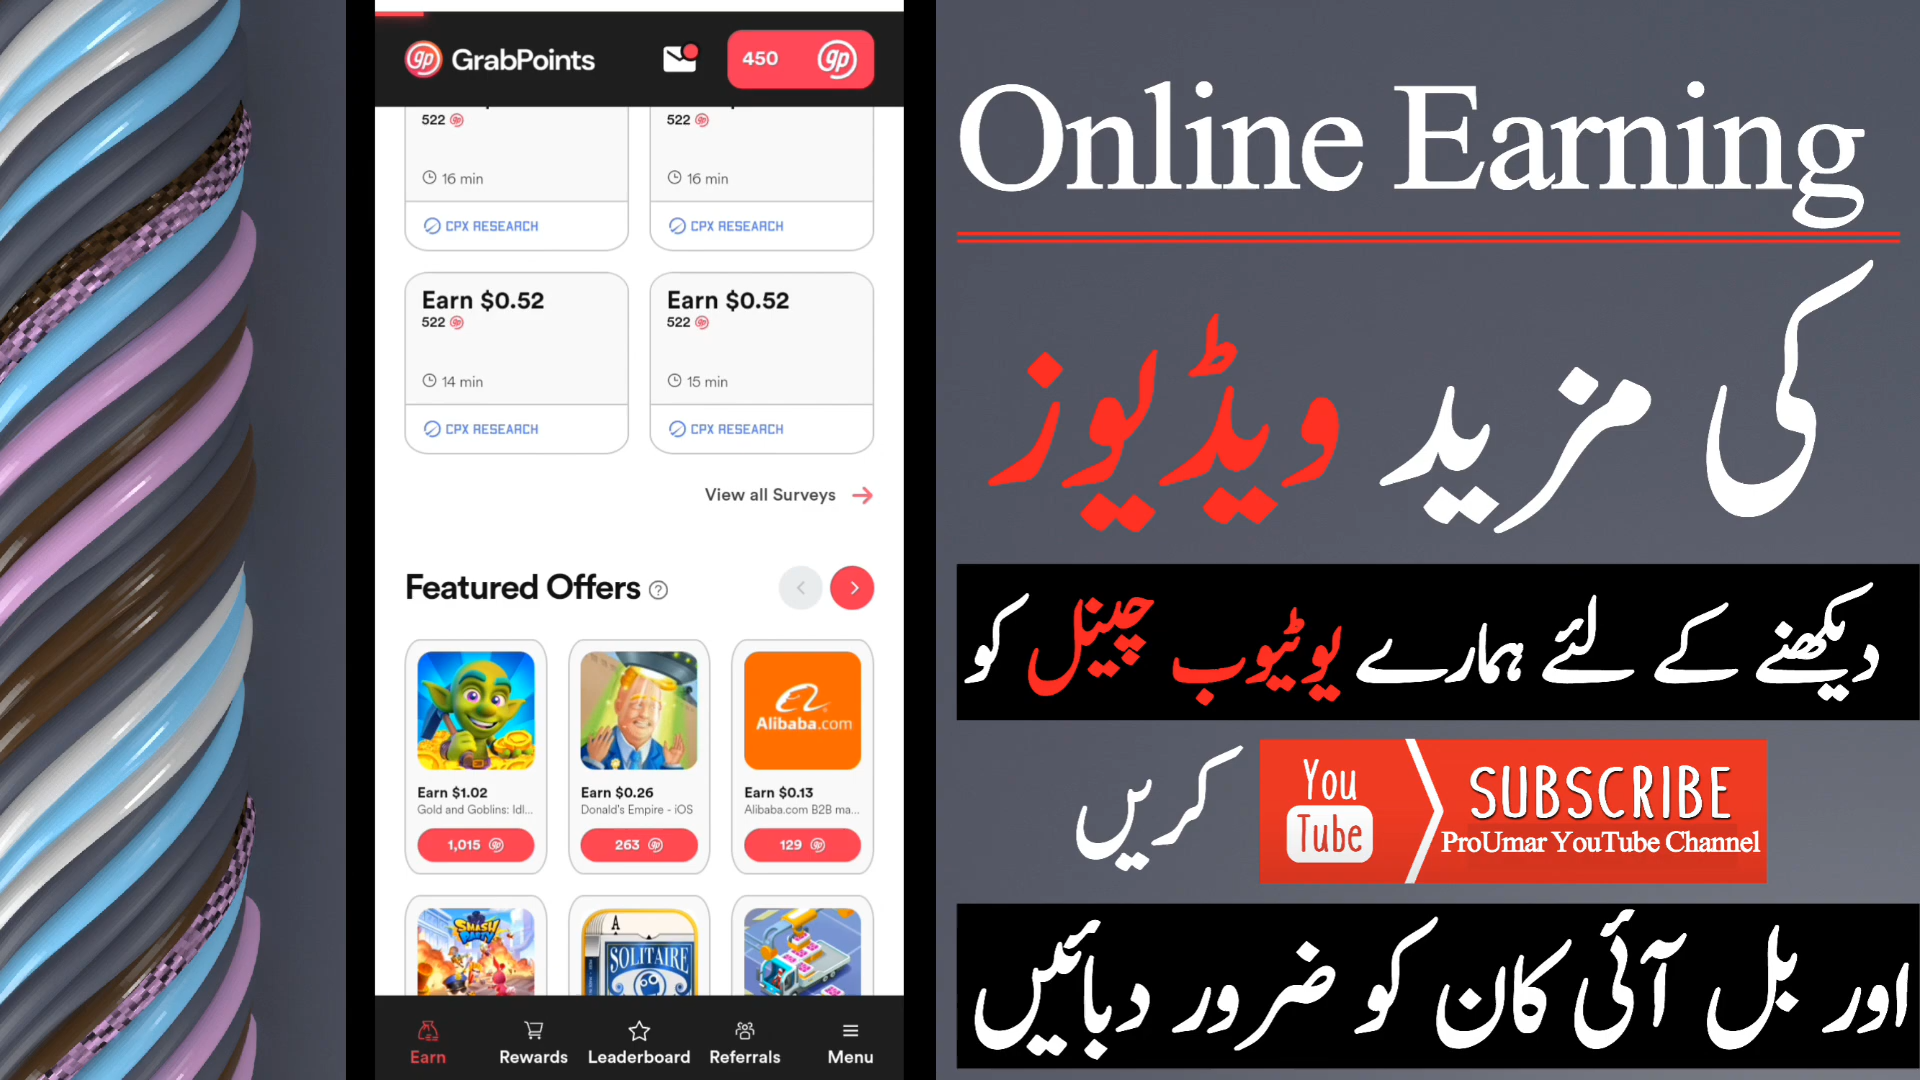 GrabPoints
450
522
522
16 min
16 min
CPX RESEARCH
CPX RESEARCH
Earn $0.52
522
Earn $0.52
522
14 min
15 min
CPX RESEARCH
CPX RESEARCH
View all Surveys
Featured Offers
Alibaba.com
Earn $1.02
Gold and Goblins: Idl...
1,015
Earn $0.26
Donald's Empire - iOS
263
Earn $0.13
Alibaba.com B2B ma...
129
SMASH PARTY
A
SOLITAIRE
Earn
Rewards
Leaderboard
Referrals
Menu
Online Earning
کی مزید ویڈیوز
دیکھنے کے لئے ہمارے یوٹیوب چینل کو
You
Tube
SUBSCRIBE
ProUmar YouTube Channel
کریں
اور بل آئی کان کو ضرور دبائیں